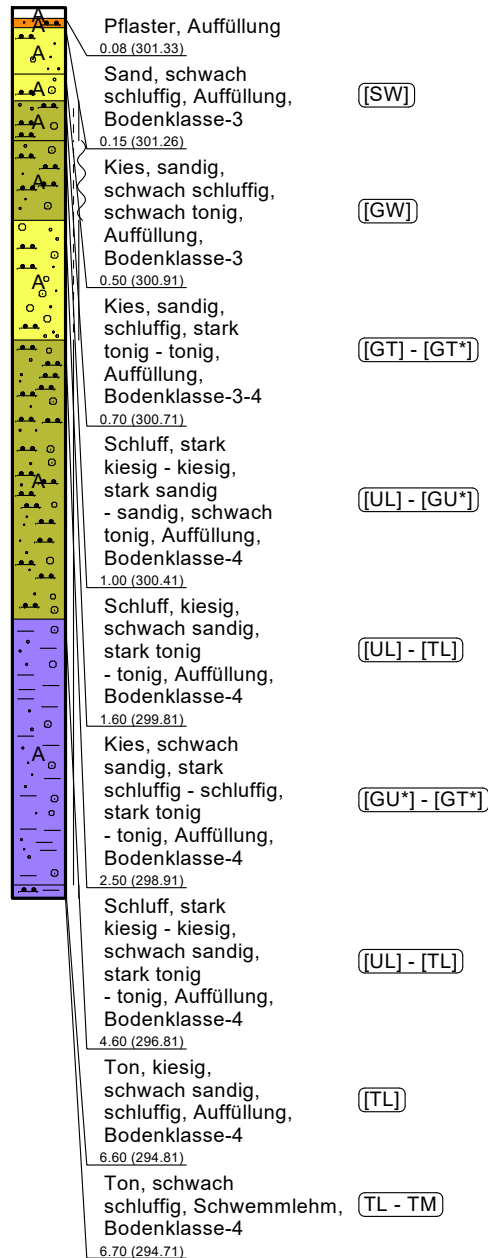 A
A
A
A
A
A
A
A
Pflaster, Auffüllung
0.08 (301.33)
Sand, schwach
schluffig, Auffüllung,
Bodenklasse-3
[SW]
0.15 (301.26)
Kies, sandig,
schwach schluffig,
schwach tonig,
Auffüllung,
Bodenklasse-3
[GW]
0.50 (300.91)
Kies, sandig,
schluffig, stark
tonig - tonig,
Auffüllung,
Bodenklasse-3-4
[GT] - [GT*]
0.70 (300.71)
Schluff, stark
kiesig - kiesig,
stark sandig
- sandig, schwach
tonig, Auffüllung,
Bodenklasse-4
[UL] - [GU*]
1.00 (300.41)
Schluff, kiesig,
schwach sandig,
stark tonig
- tonig, Auffüllung,
Bodenklasse-4
[UL] - [TL]
1.60 (299.81)
Kies, schwach
sandig, stark
schluffig - schluffig,
stark tonig
- tonig, Auffüllung,
Bodenklasse-4
[GU*] - [GT*]
2.50 (298.91)
Schluff, stark
kiesig - kiesig,
schwach sandig,
stark tonig
- tonig, Auffüllung,
Bodenklasse-4
[UL] - [TL]
4.60 (296.81)
Ton, kiesig,
schwach sandig,
schluffig, Auffüllung,
Bodenklasse-4
[TL]
6.60 (294.81)
Ton, schwach
schluffig, Schwemmlehm,
Bodenklasse-4
TL - TM
6.70 (294.71)